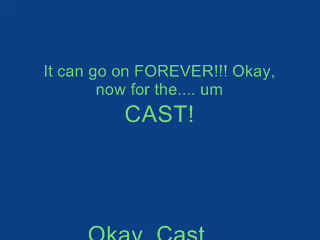 It can go on FOREVER!!! Okay,
now for the.... um
CAST!
Okay, Cast